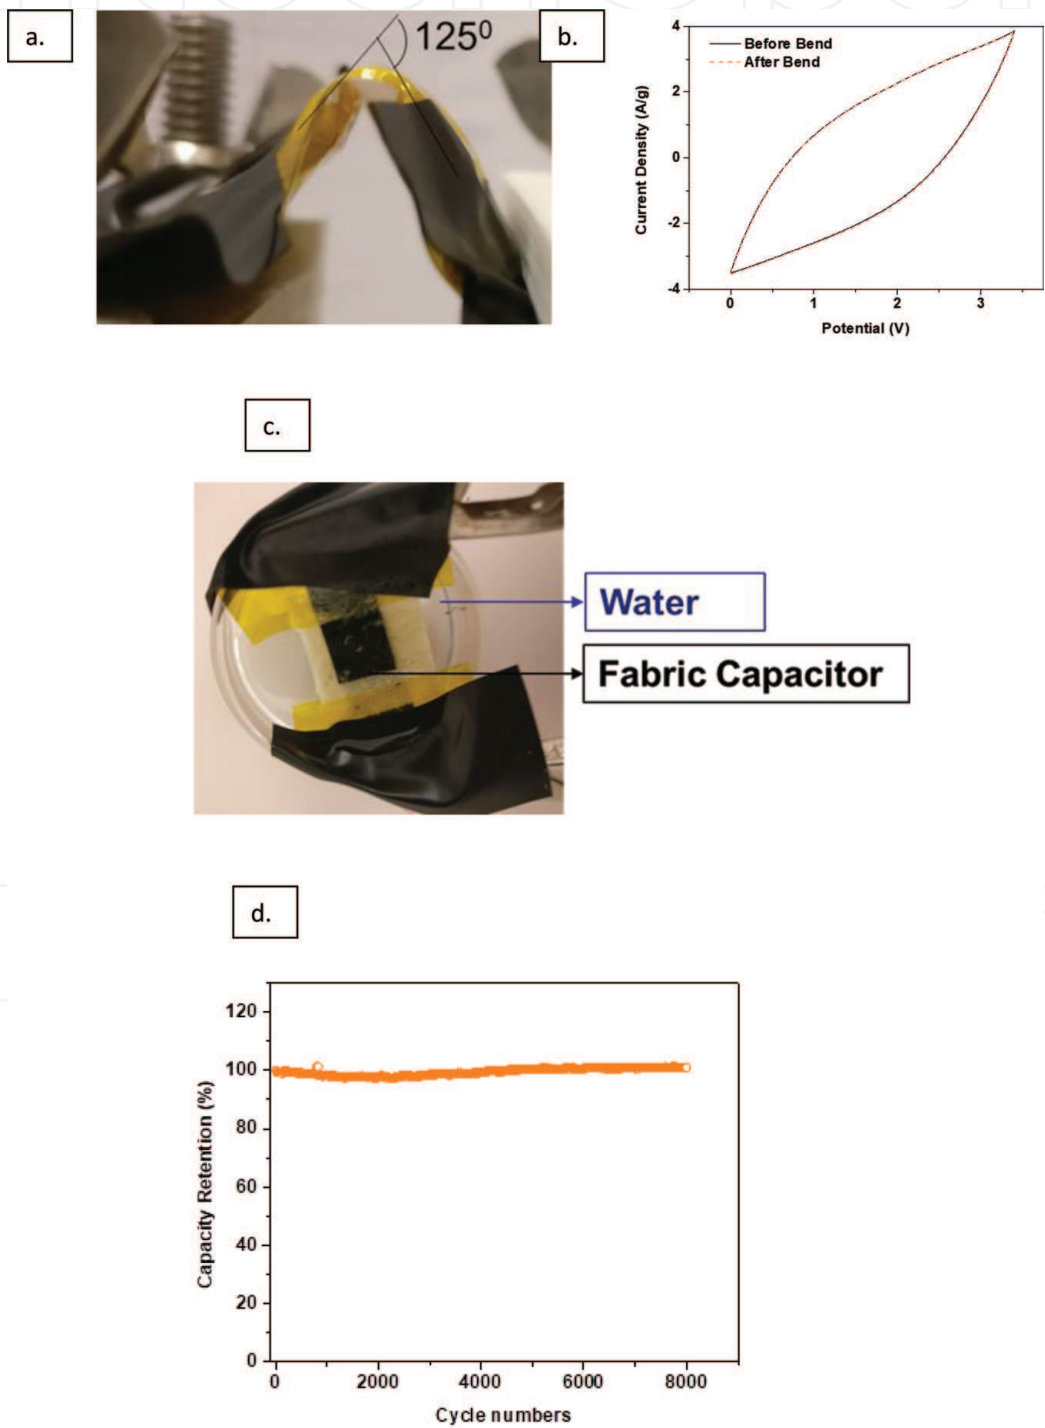 a.
125⁰
b.
4
2
0
-2
-4
Current Density (A/g)
Before Bend
After Bend
0
1
2
3
Potential (V)
c.
Water
Fabric Capacitor
d.
120
100
80
60
40
20
0
Capacity Retention (%)
0
2000
4000
6000
8000
Cycle numbers